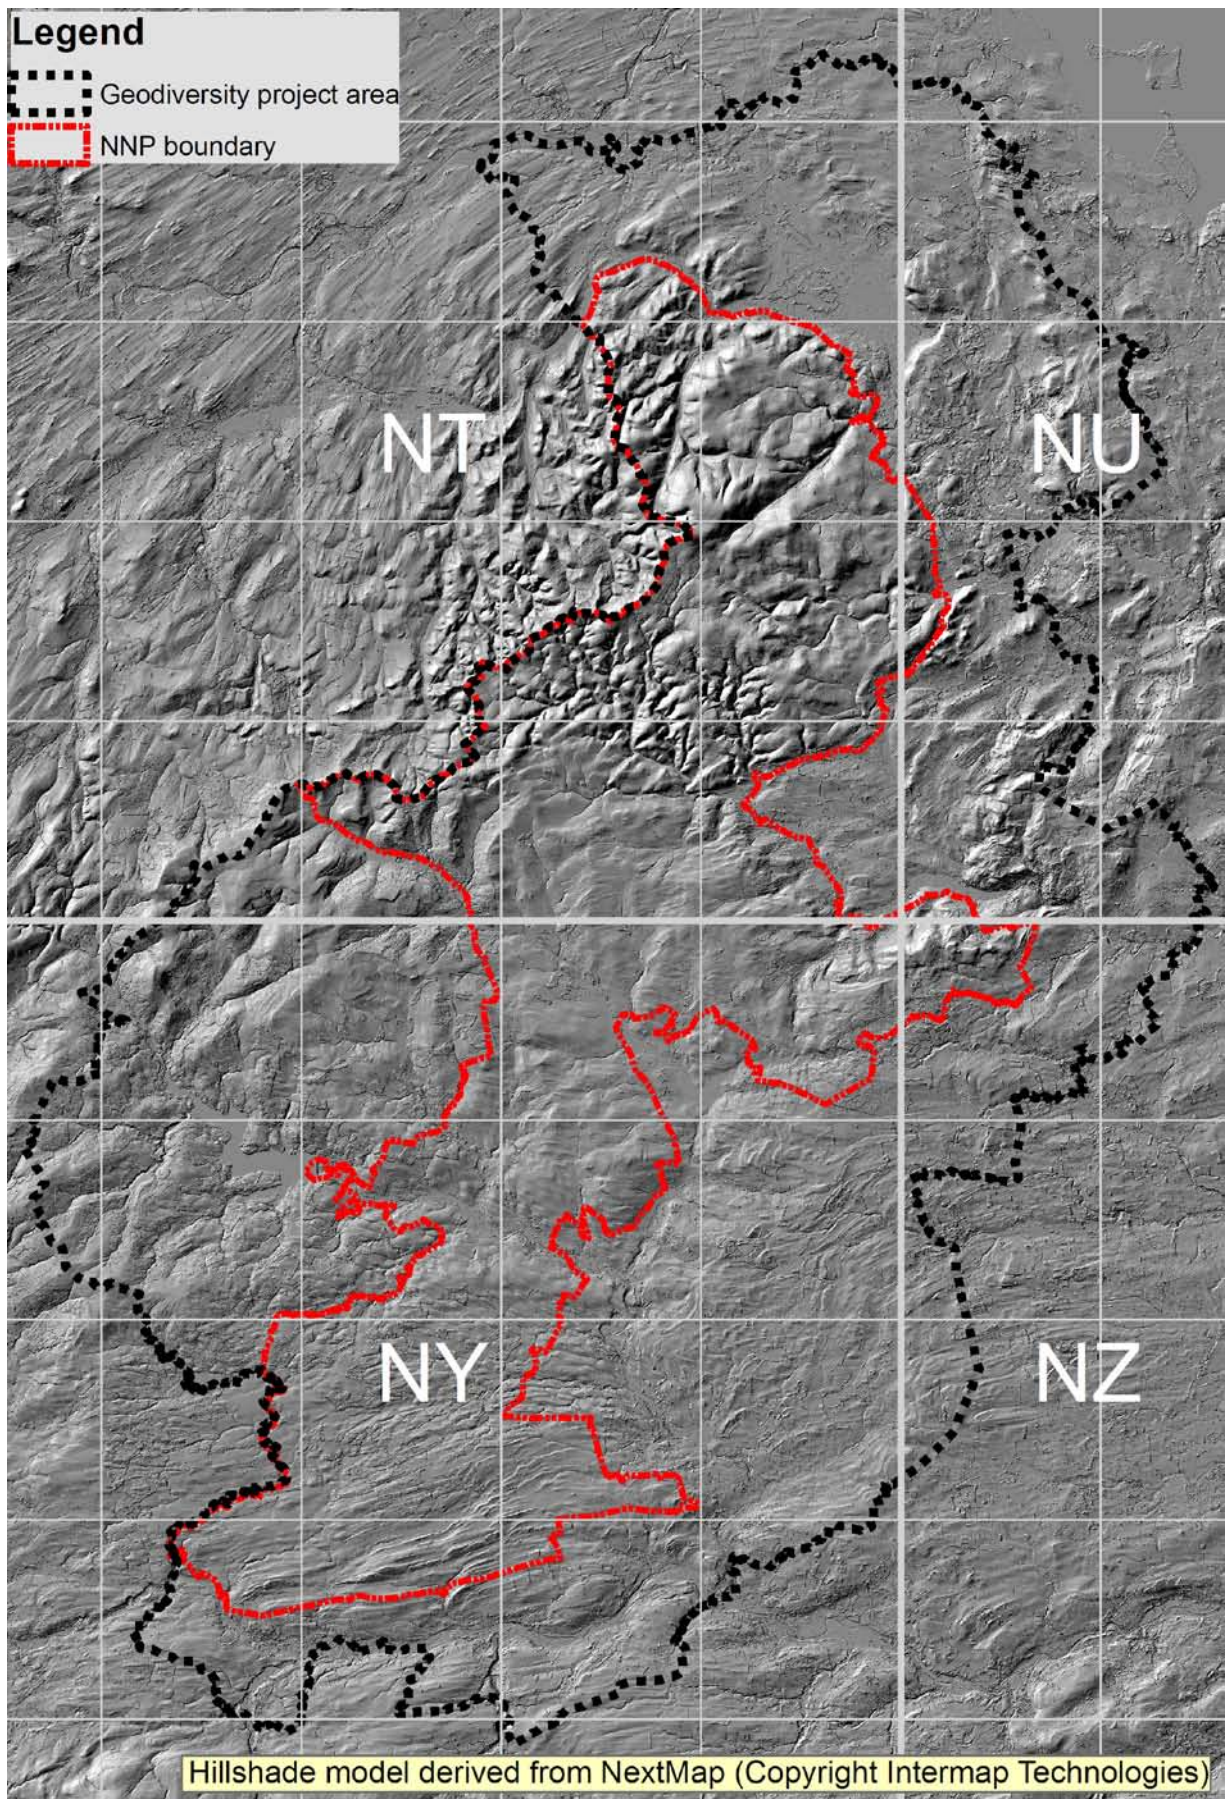 Legend
Geodiversity project area
NNP boundary
NT
NU
NY
NZ
Hillshade model derived from NextMap (Copyright Intermap Technologies)